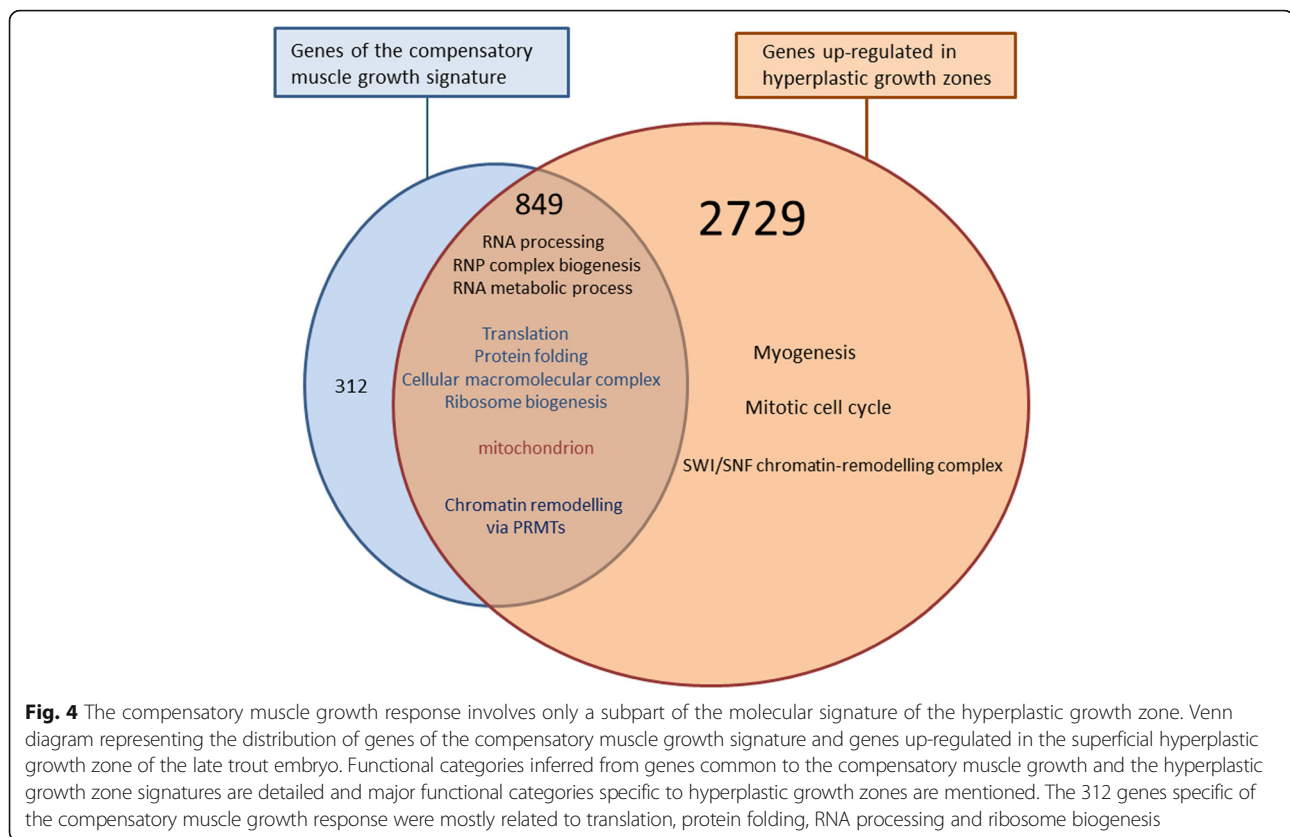 Genes of the compensatory
muscle growth signature
Genes up-regulated in
hyperplastic growth zones
849
2729
RNA processing
RNP complex biogenesis
RNA metabolic process
Translation
Protein folding
Cellular macromolecular complex
Ribosome biogenesis
312
mitochondrion
Chromatin remodelling
via PRMTs
Myogenesis
Mitotic cell cycle
SWI/SNF chromatin-remodelling complex
Fig. 4 The compensatory muscle growth response involves only a subpart of the molecular signature of the hyperplastic growth zone. Venn
diagram representing the distribution of genes of the compensatory muscle growth signature and genes up-regulated in the superficial hyperplastic
growth zone of the late trout embryo. Functional categories inferred from genes common to the compensatory muscle growth and the hyperplastic
growth zone signatures are detailed and major functional categories specific to hyperplastic growth zones are mentioned. The 312 genes specific of
the compensatory muscle growth response were mostly related to translation, protein folding, RNA processing and ribosome biogenesis